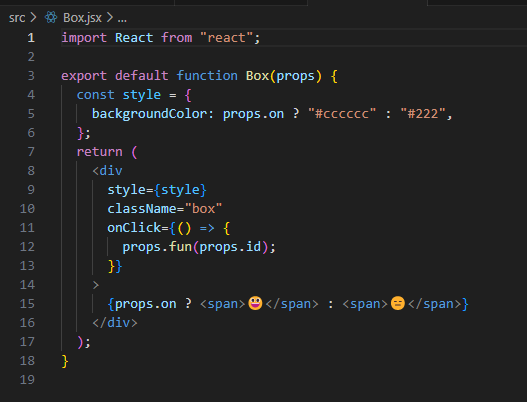 src > Box.jsx > ...
1 import React from "react";
2
3 export default function Box(props) {
4   const style = {
5     backgroundColor: props.on ? "#cccccc" : "#222",
6   };
7   return (
8     <div
9       style={style}
10       className="box"
11       onClick={() => {
12         props.fun(props.id);
13       }}
14     >
15       {props.on ? <span>😃</span> : <span>😑</span>}
16     </div>
17   );
18 }
19